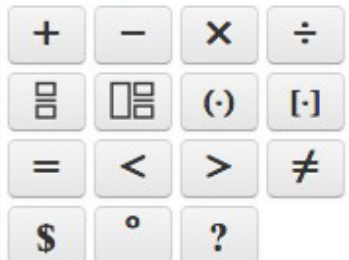 + − × ÷
(·) [·]
= < > ≠
$ ° ?